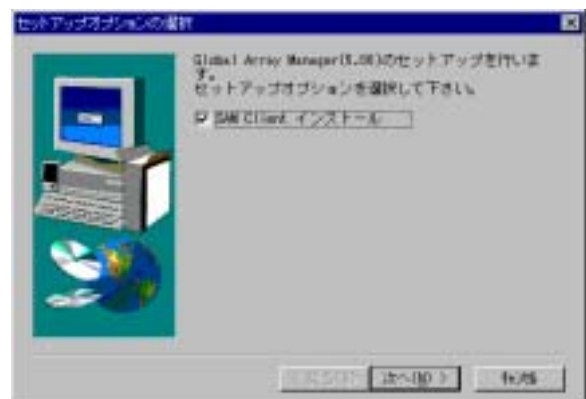 セットアップオプションの選択
Global Array Manager(5.00)のセットアップを行いま
す。
セットアップオプションを選択して下さい。
GAM Client インストール
次へ(N) >
ｷｬﾝｾﾙ